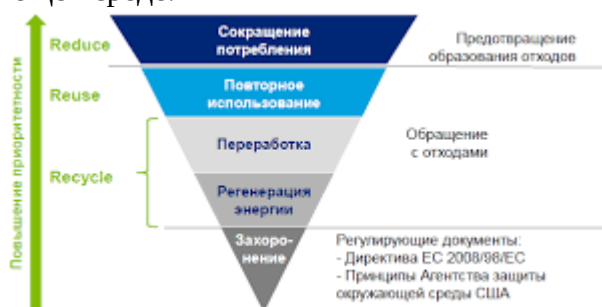 Reduce
Сокращение
потребления
Предотвращение
образования отходов
Reuse
Повторное
использование
Переработка
Обращение
с отходами
Recycle
Регенерация
энергии
Захоро-
нение
Регулирующие документы:
- Директива ЕС 2008/98/ЕС
- Принципы Агентства защиты
окружающей среды США
Повышение приоритетности